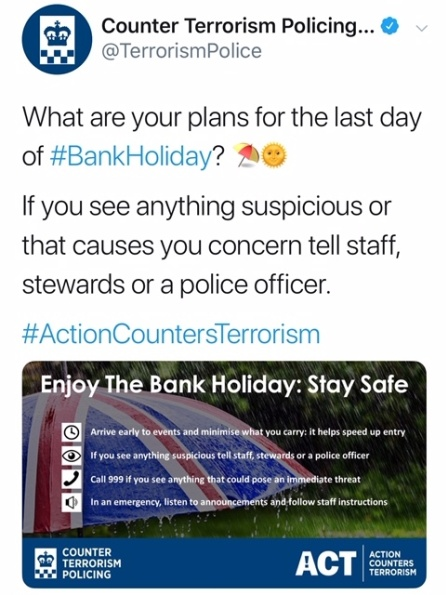 Counter Terrorism Policing...
@TerrorismPolice
What are your plans for the last day
of #BankHoliday? ⛱️🌞
If you see anything suspicious or
that causes you concern tell staff,
stewards or a police officer.
#ActionCountersTerrorism
Enjoy The Bank Holiday: Stay Safe
Arrive early to events and minimise what you carry: it helps speed up entry
If you see anything suspicious tell staff, stewards or a police officer
Call 999 if you see anything that could pose an immediate threat
In an emergency, listen to announcements and follow staff instructions
COUNTER
TERRORISM
POLICING
ACT
ACTION
COUNTERS
TERRORISM